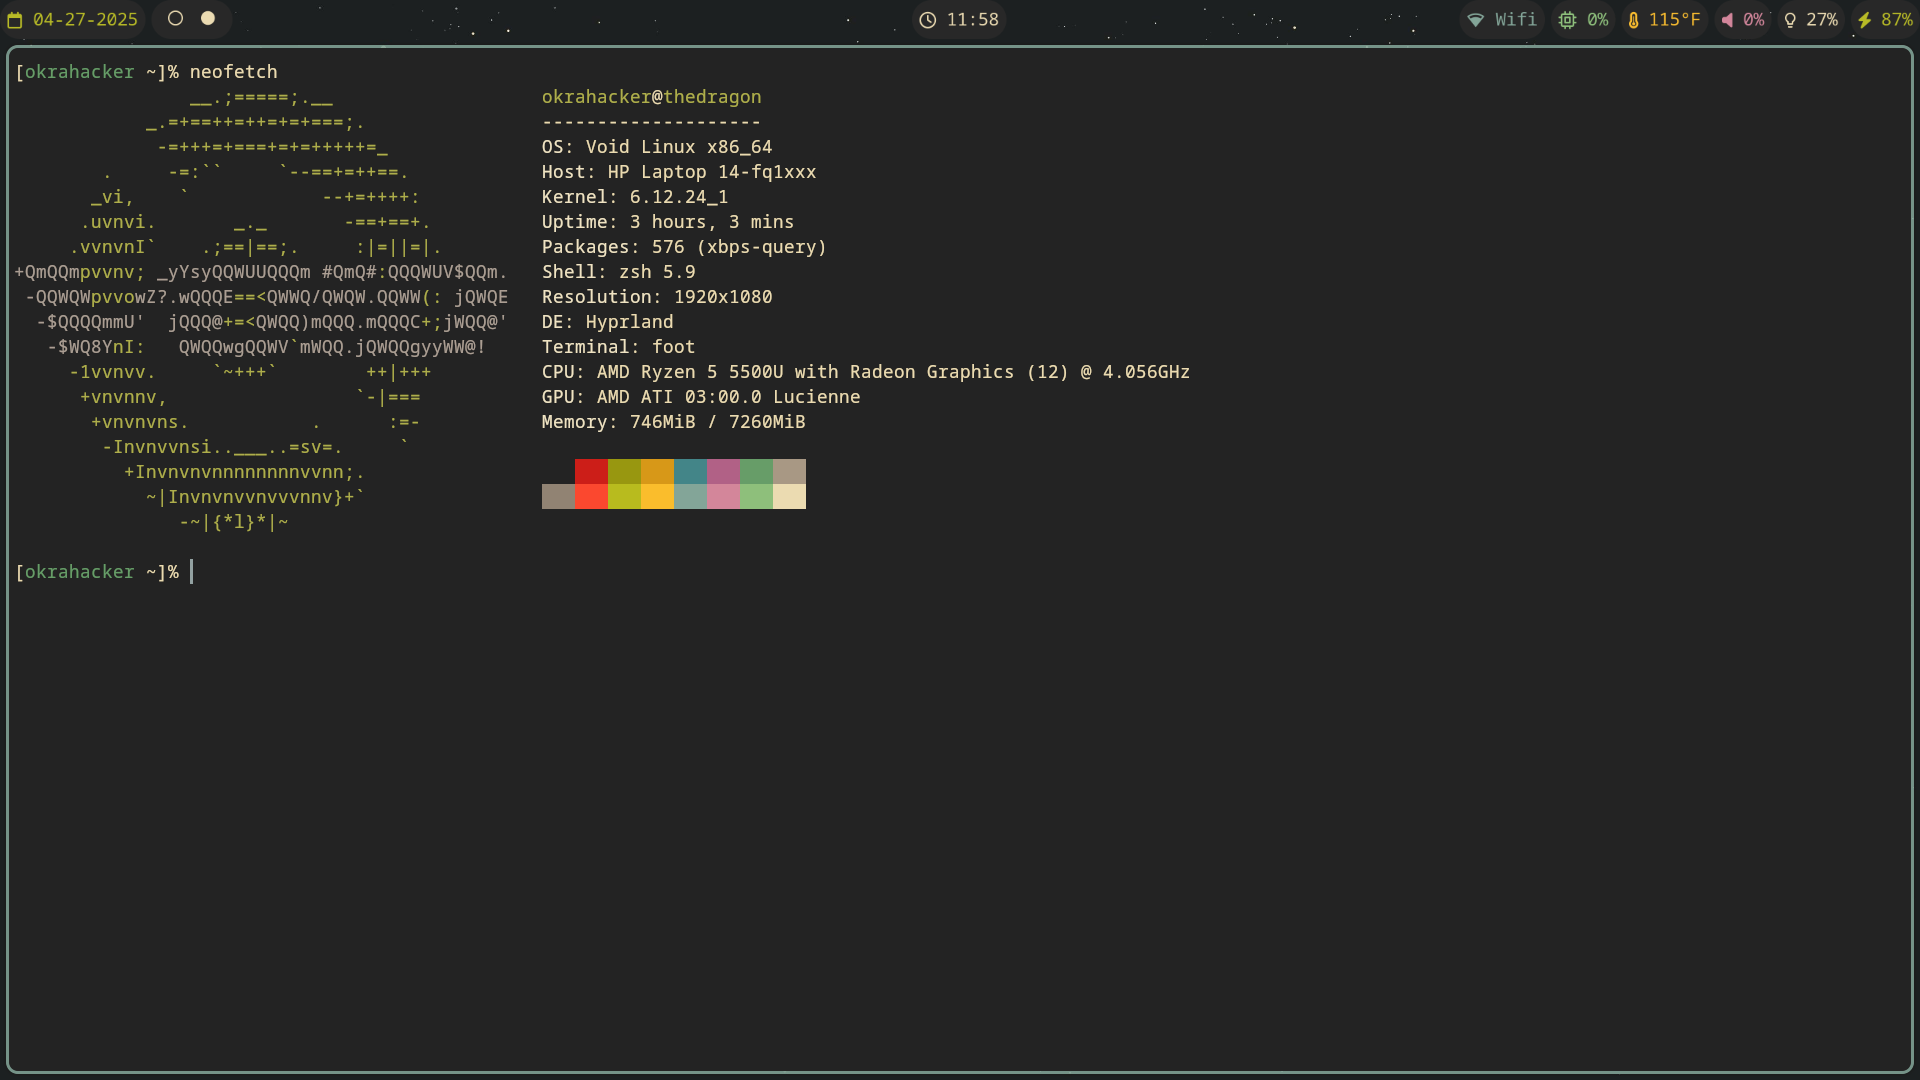 04-27-2025 11:58 Wifi 0% 115°F 0% 27% 87%
[okrahacker ~]% neofetch
__.;=====;.__ okrahacker@thedragon
_.=+==++=++=+=+===;. --------------------
-=+++=+===+=+=+++++=_ OS: Void Linux x86_64
. -=:`` `--==+=++==. Host: HP Laptop 14-fq1xxx
_vi, ` --+=++++: Kernel: 6.12.24_1
.uvnvi. _._ -==+==+. Uptime: 3 hours, 3 mins
.vvnvnI` .;==|==;. :|=||=|. Packages: 576 (xbps-query)
+QmQQmpvvnv; _yYsyQQWUUQQQm #QmQ#:QQQWUV$QQm. Shell: zsh 5.9
-QQWQWpvvowZ?.wQQQE==<QWWQ/QWQW.QQWW(: jQWQE Resolution: 1920x1080
-$QQQQmmU' jQQQ@+=<QWQQ)mQQQ.mQQQC+;jWQQ@' DE: Hyprland
-$WQ8YnI: QWQQwgQQWV`mWQQ.jQWQQgyyWW@! Terminal: foot
-1vvnvv. `~+++` ++|+++ CPU: AMD Ryzen 5 5500U with Radeon Graphics (12) @ 4.056GHz
+vnvnnv, `-|=== GPU: AMD ATI 03:00.0 Lucienne
+vnvnvns. . :=- Memory: 746MiB / 7260MiB
-Invnvvnsi..___..=sv=. `
+Invnvnvnnnnnnnnvvnn;.
~|Invnvnvvnvvvnnv}+`
-~|{*l}*|~
[okrahacker ~]%